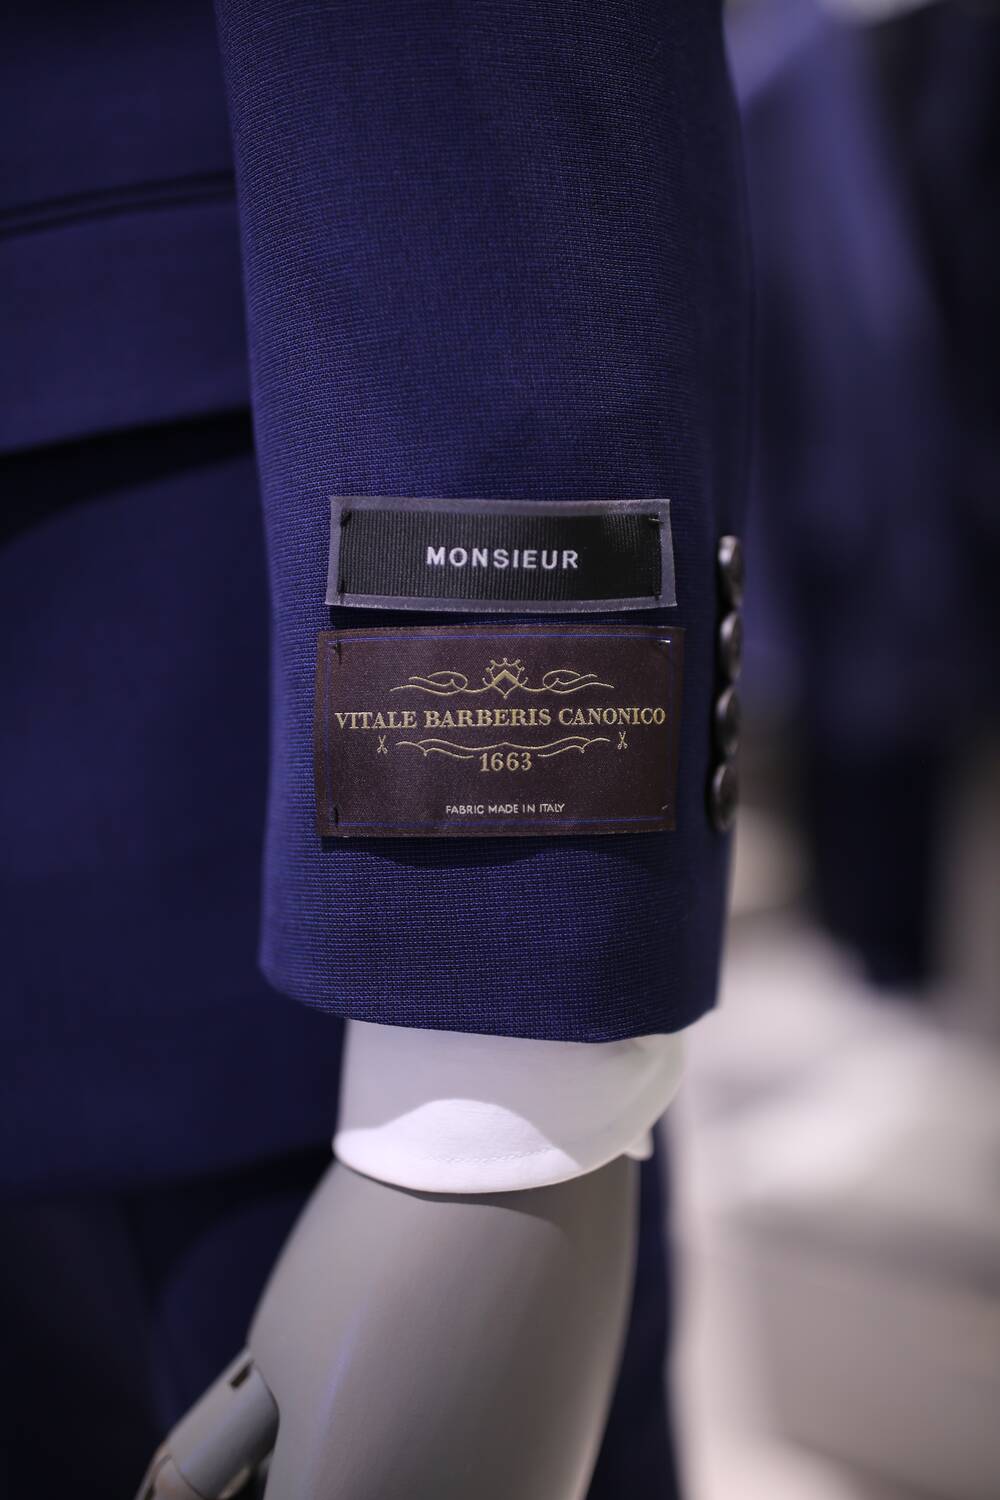 MONSIEUR
VITALE BARBERIS CANONICO
1663
FABRIC MADE IN ITALY